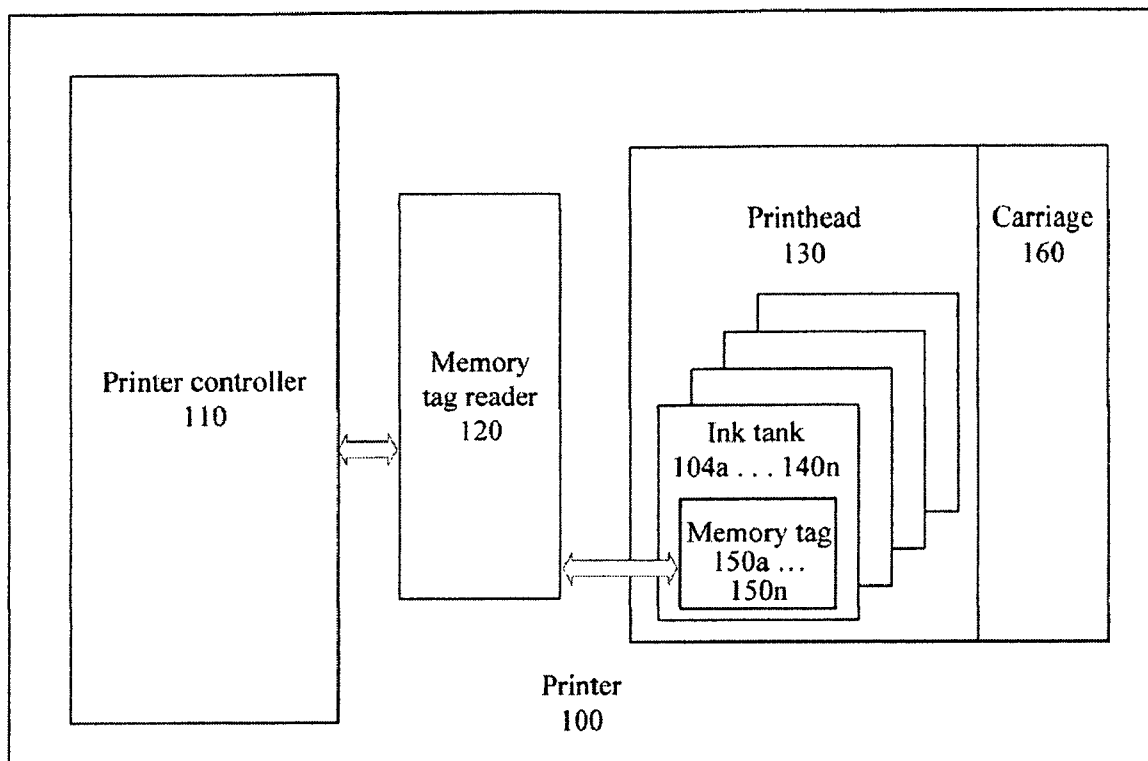 Printer controller
110
Memory
tag reader
120
Printhead
130
Carriage
160
Ink tank
104a . . . 140n
Memory tag
150a ...
150n
Printer
100